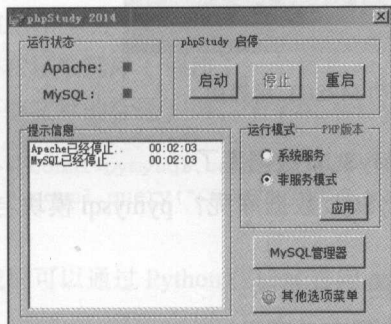 phpStudy 2014
运行状态
Apache:
MySQL:
phpStudy 启停
启动 停止 重启
提示信息
Apache已经停止.. 00:02:03
MySQL已经停止.. 00:02:03
运行模式 PHP版本
系统服务
非服务模式
应用
MySQL管理器
其他选项菜单